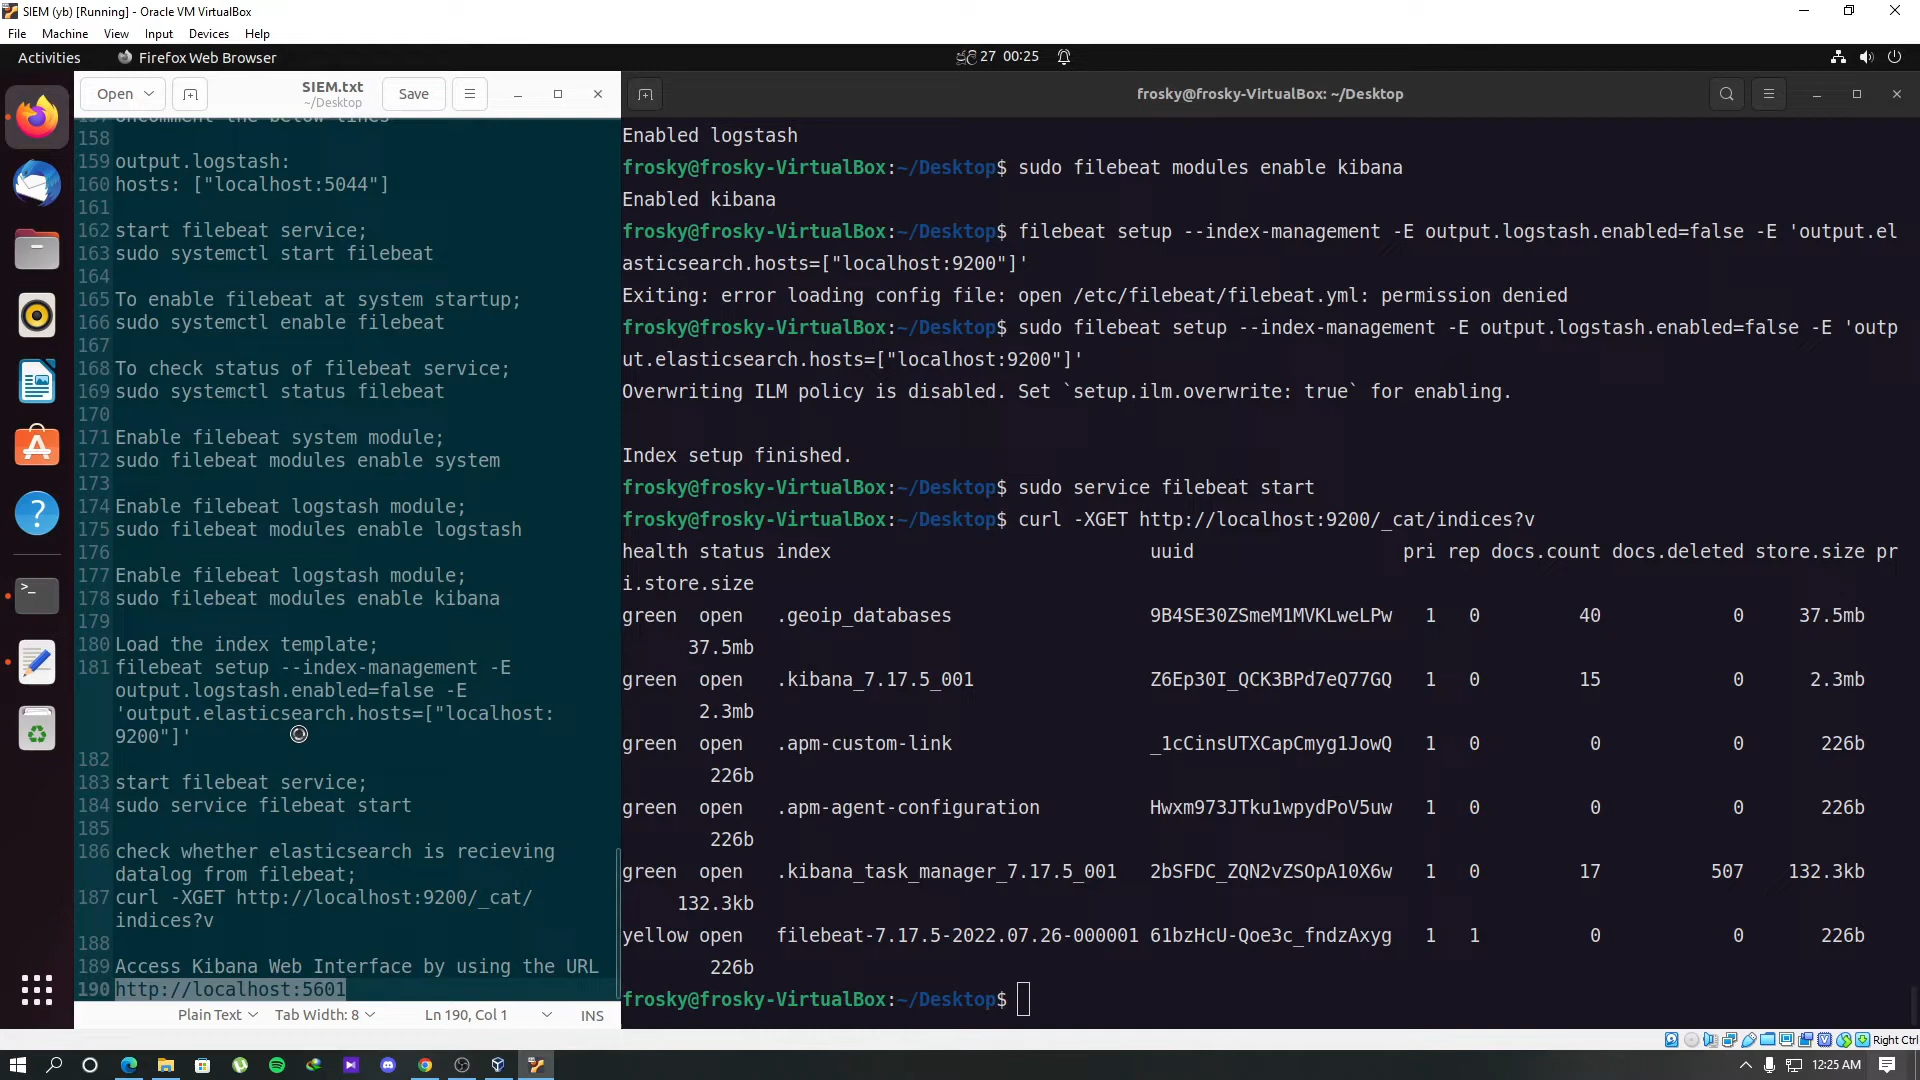 SIEM (yb) [Running] - Oracle VM VirtualBox
File Machine View Input Devices Help
Activities Firefox Web Browser ජූලි 27 00:25
Open SIEM.txt Save
~/Desktop
157 Uncomment the below lines
158
159 output.logstash:
160 hosts: ["localhost:5044"]
161
162 start filebeat service;
163 sudo systemctl start filebeat
164
165 To enable filebeat at system startup;
166 sudo systemctl enable filebeat
167
168 To check status of filebeat service;
169 sudo systemctl status filebeat
170
171 Enable filebeat system module;
172 sudo filebeat modules enable system
173
174 Enable filebeat logstash module;
175 sudo filebeat modules enable logstash
176
177 Enable filebeat logstash module;
178 sudo filebeat modules enable kibana
179
180 Load the index template;
181 filebeat setup --index-management -E
output.logstash.enabled=false -E
'output.elasticsearch.hosts=["localhost:
9200"]'
182
183 start filebeat service;
184 sudo service filebeat start
185
186 check whether elasticsearch is recieving
datalog from filebeat;
187 curl -XGET http://localhost:9200/_cat/
indices?v
188
189 Access Kibana Web Interface by using the URL
190 http://localhost:5601
Plain Text Tab Width: 8 Ln 190, Col 1 INS
frosky@frosky-VirtualBox: ~/Desktop
Enabled logstash
frosky@frosky-VirtualBox:~/Desktop$ sudo filebeat modules enable kibana
Enabled kibana
frosky@frosky-VirtualBox:~/Desktop$ filebeat setup --index-management -E output.logstash.enabled=false -E 'output.el
asticsearch.hosts=["localhost:9200"]'
Exiting: error loading config file: open /etc/filebeat/filebeat.yml: permission denied
frosky@frosky-VirtualBox:~/Desktop$ sudo filebeat setup --index-management -E output.logstash.enabled=false -E 'outp
ut.elasticsearch.hosts=["localhost:9200"]'
Overwriting ILM policy is disabled. Set `setup.ilm.overwrite: true` for enabling.
Index setup finished.
frosky@frosky-VirtualBox:~/Desktop$ sudo service filebeat start
frosky@frosky-VirtualBox:~/Desktop$ curl -XGET http://localhost:9200/_cat/indices?v
health status index uuid pri rep docs.count docs.deleted store.size pr
i.store.size
green open .geoip_databases 9B4SE30ZSmeM1MVKLweLPw 1 0 40 0 37.5mb
37.5mb
green open .kibana_7.17.5_001 Z6Ep30I_QCK3BPd7eQ77GQ 1 0 15 0 2.3mb
2.3mb
green open .apm-custom-link _1cCinsUTXCapCmyg1JowQ 1 0 0 0 226b
226b
green open .apm-agent-configuration Hwxm973JTku1wpydPoV5uw 1 0 0 0 226b
226b
green open .kibana_task_manager_7.17.5_001 2bSFDC_ZQN2vZSOpA10X6w 1 0 17 507 132.3kb
132.3kb
yellow open filebeat-7.17.5-2022.07.26-000001 61bzHcU-Qoe3c_fndzAxyg 1 1 0 0 226b
226b
frosky@frosky-VirtualBox:~/Desktop$
Right Ctrl
12:25 AM